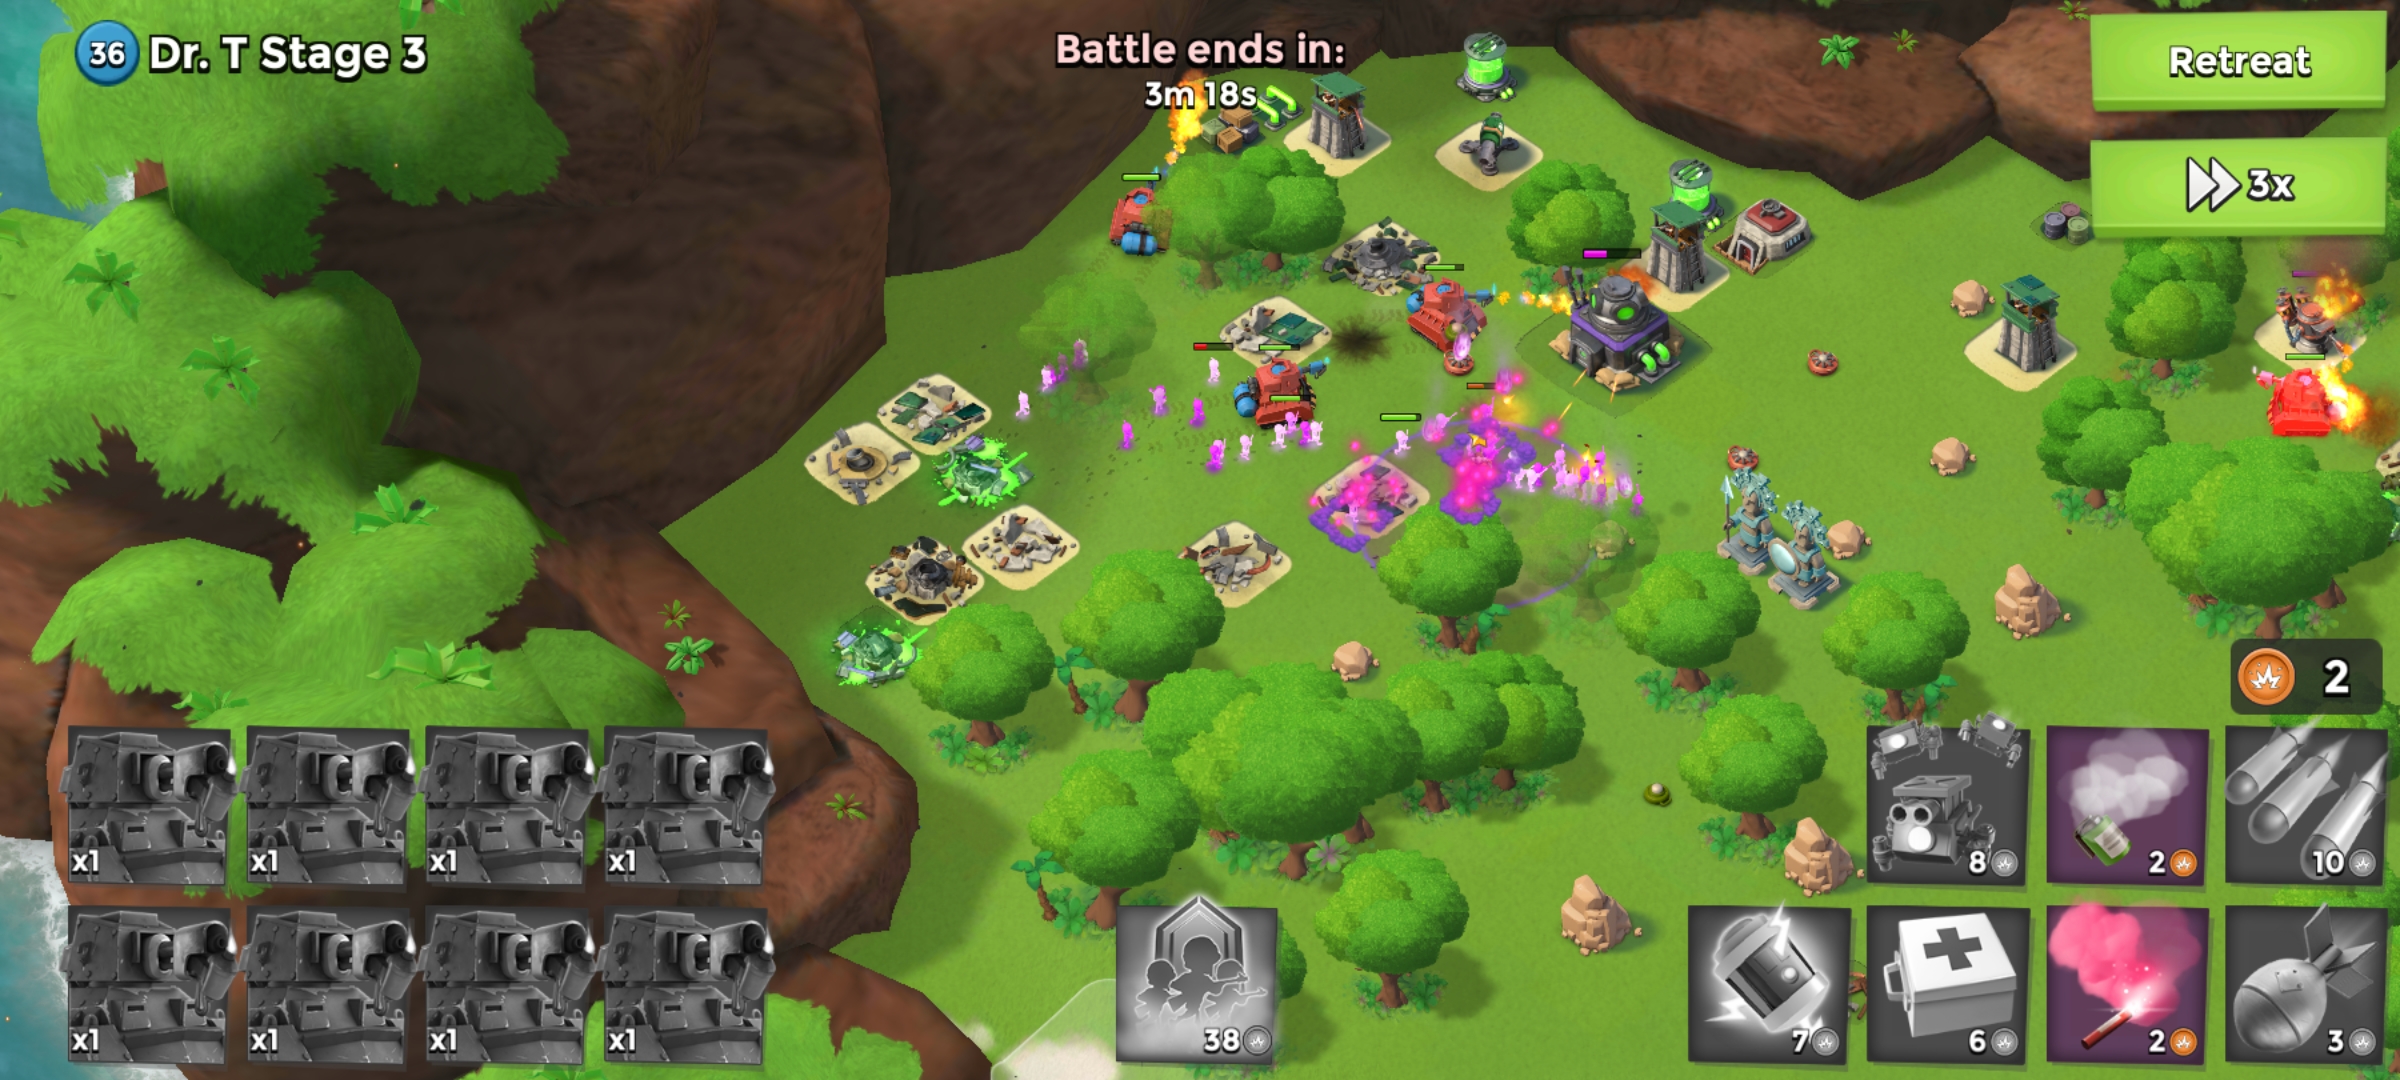 36 Dr. T Stage 3
Battle ends in:
3m 18s
Retreat
3x
2
x1
x1
x1
x1
8
2
10
x1
x1
x1
x1
38
7
6
2
3